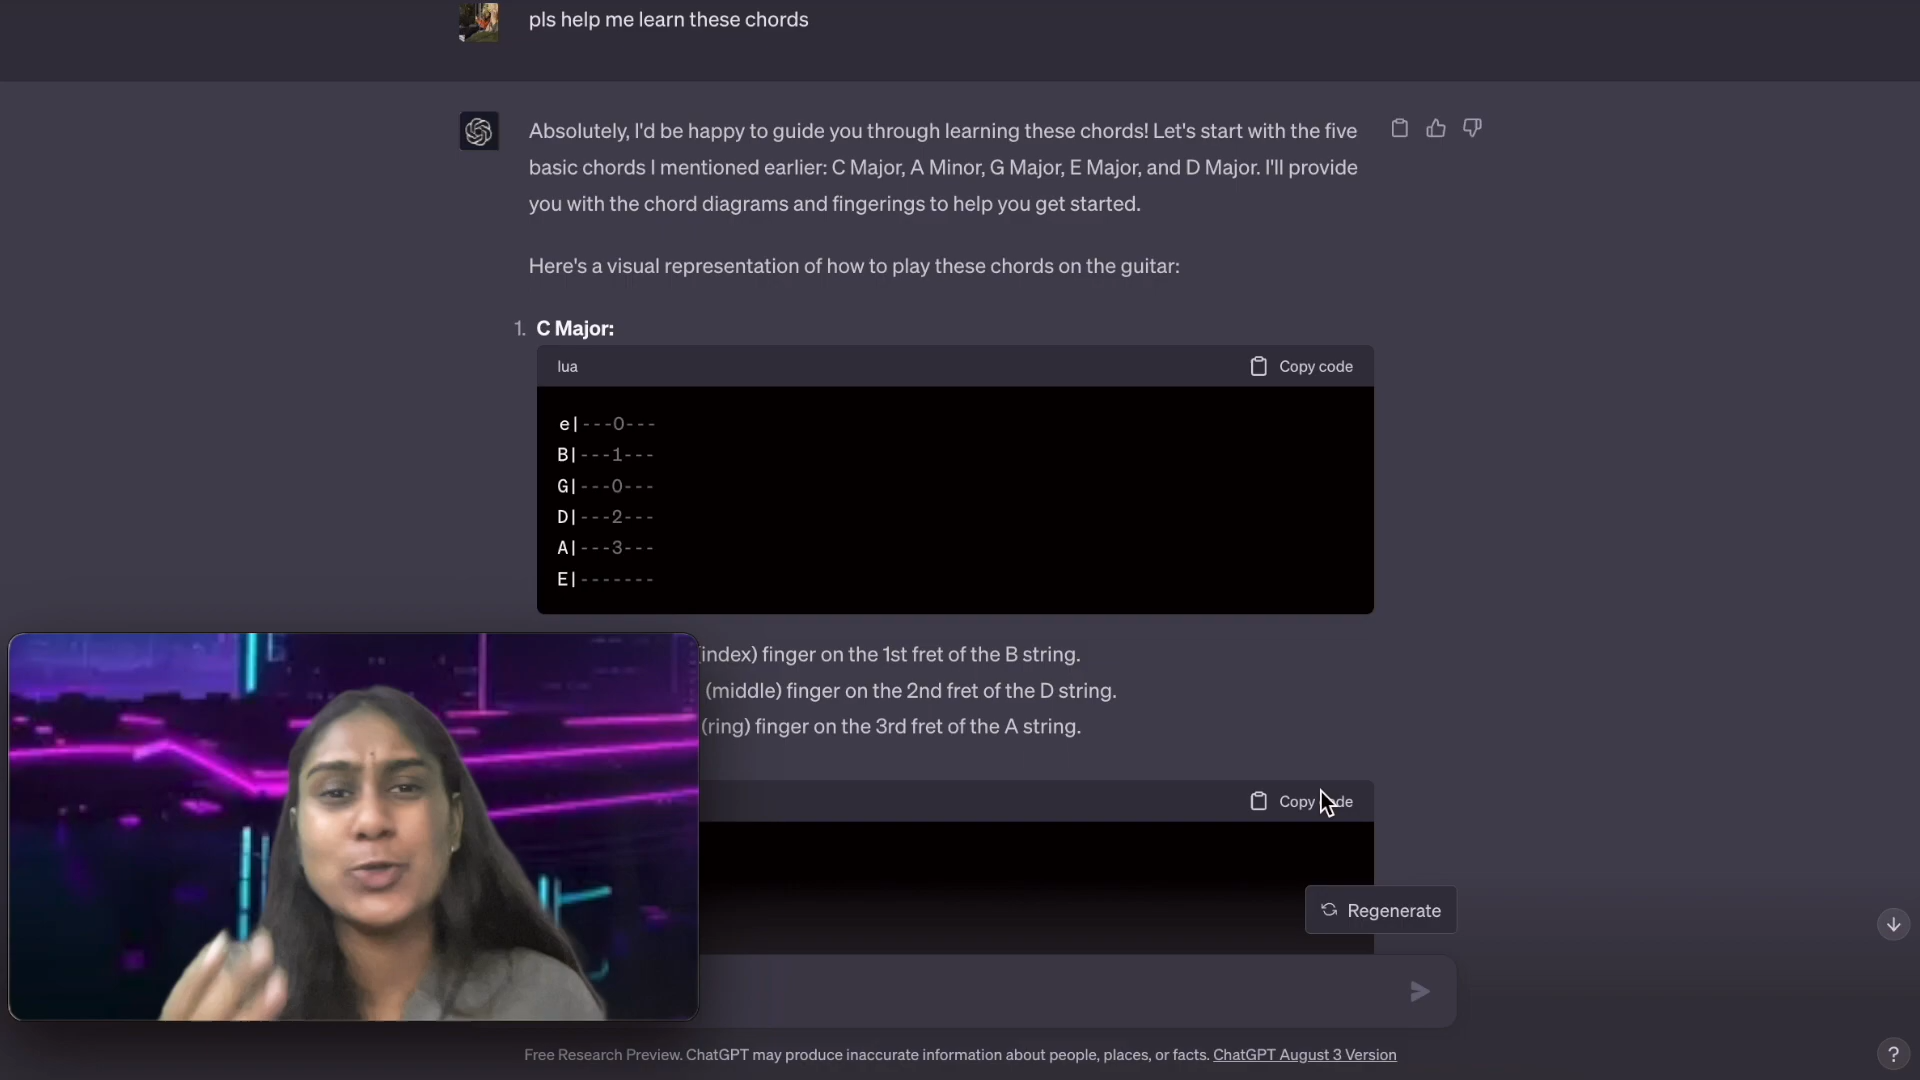 pls help me learn these chords
Absolutely, I'd be happy to guide you through learning these chords! Let's start with the five
basic chords I mentioned earlier: C Major, A Minor, G Major, E Major, and D Major. I'll provide
you with the chord diagrams and fingerings to help you get started.
Here's a visual representation of how to play these chords on the guitar:
1. C Major:
lua Copy code
e|---0---
B|---1---
G|---0---
D|---2---
A|---3---
E|-------
(index) finger on the 1st fret of the B string.
(middle) finger on the 2nd fret of the D string.
(ring) finger on the 3rd fret of the A string.
Copy code
Regenerate
Free Research Preview. ChatGPT may produce inaccurate information about people, places, or facts. ChatGPT August 3 Version
?